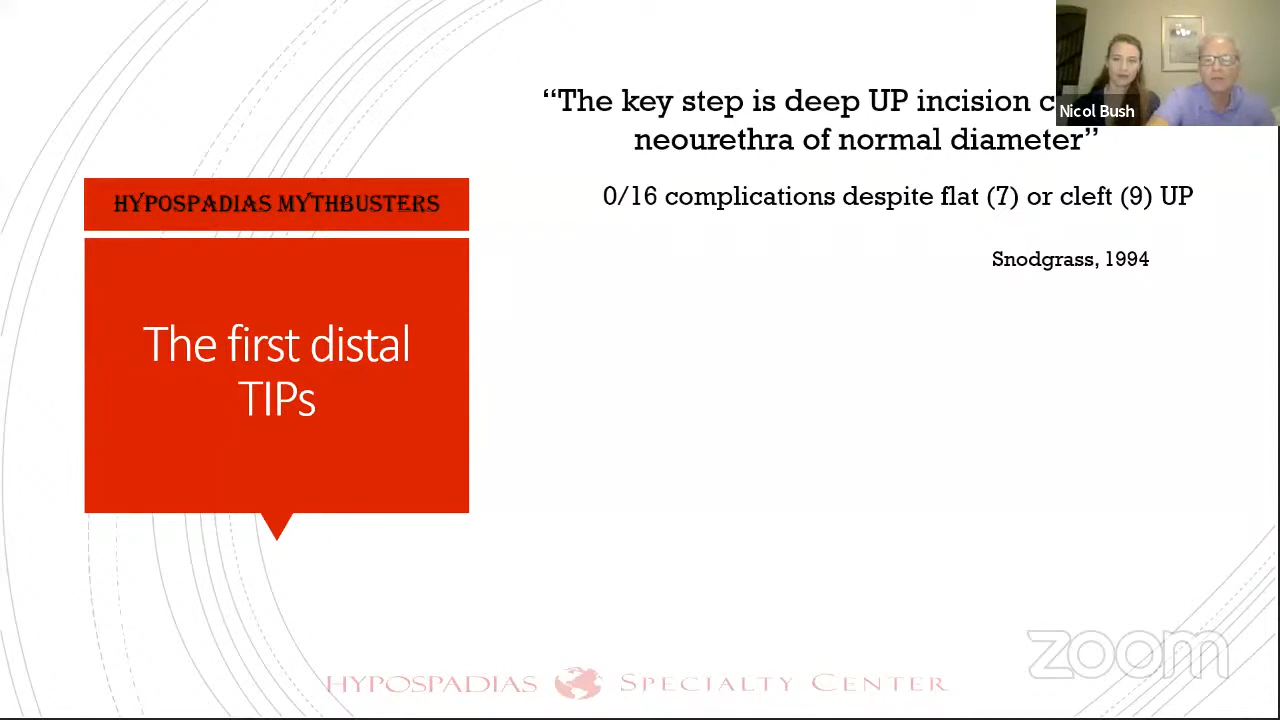 "The key step is deep UP incision c
neourethra of normal diameter"
0/16 complications despite flat (7) or cleft (9) UP
Snodgrass, 1994
HYPOSPADIAS MYTHBUSTERS
The first distal
TIPs
Nicol Bush
zoom
HYPOSPADIAS SPECIALTY CENTER